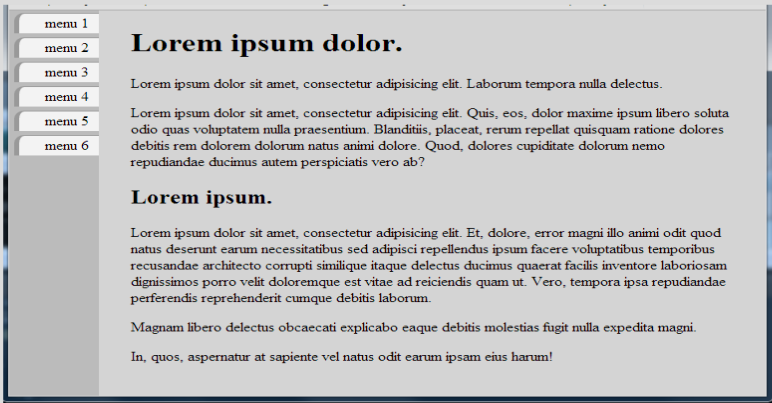 menu 1
menu 2
menu 3
menu 4
menu 5
menu 6
Lorem ipsum dolor.
Lorem ipsum dolor sit amet, consectetur adipisicing elit. Laborum tempora nulla delectus.
Lorem ipsum dolor sit amet, consectetur adipisicing elit. Quis, eos, dolor maxime ipsum libero soluta
odio quas voluptatem nulla praesentium. Blanditiis, placeat, rerum repellat quisquam ratione dolores
debitis rem dolorem dolorum natus animi dolore. Quod, dolores cupiditate dolorum nemo
repudiandae ducimus autem perspiciatis vero ab?
Lorem ipsum.
Lorem ipsum dolor sit amet, consectetur adipisicing elit. Et, dolore, error magni illo animi odit quod
natus deserunt earum necessitatibus sed adipisci repellendus ipsum facere voluptatibus temporibus
recusandae architecto corrupti similique itaque delectus ducimus quaerat facilis inventore laboriosam
dignissimos porro velit doloremque est vitae ad reiciendis quam ut. Vero, tempora ipsa repudiandae
perferendis reprehenderit cumque debitis laborum.
Magnam libero delectus obcaecati explicabo eaque debitis molestias fugit nulla expedita magni.
In, quos, aspernatur at sapiente vel natus odit earum ipsam eius harum!